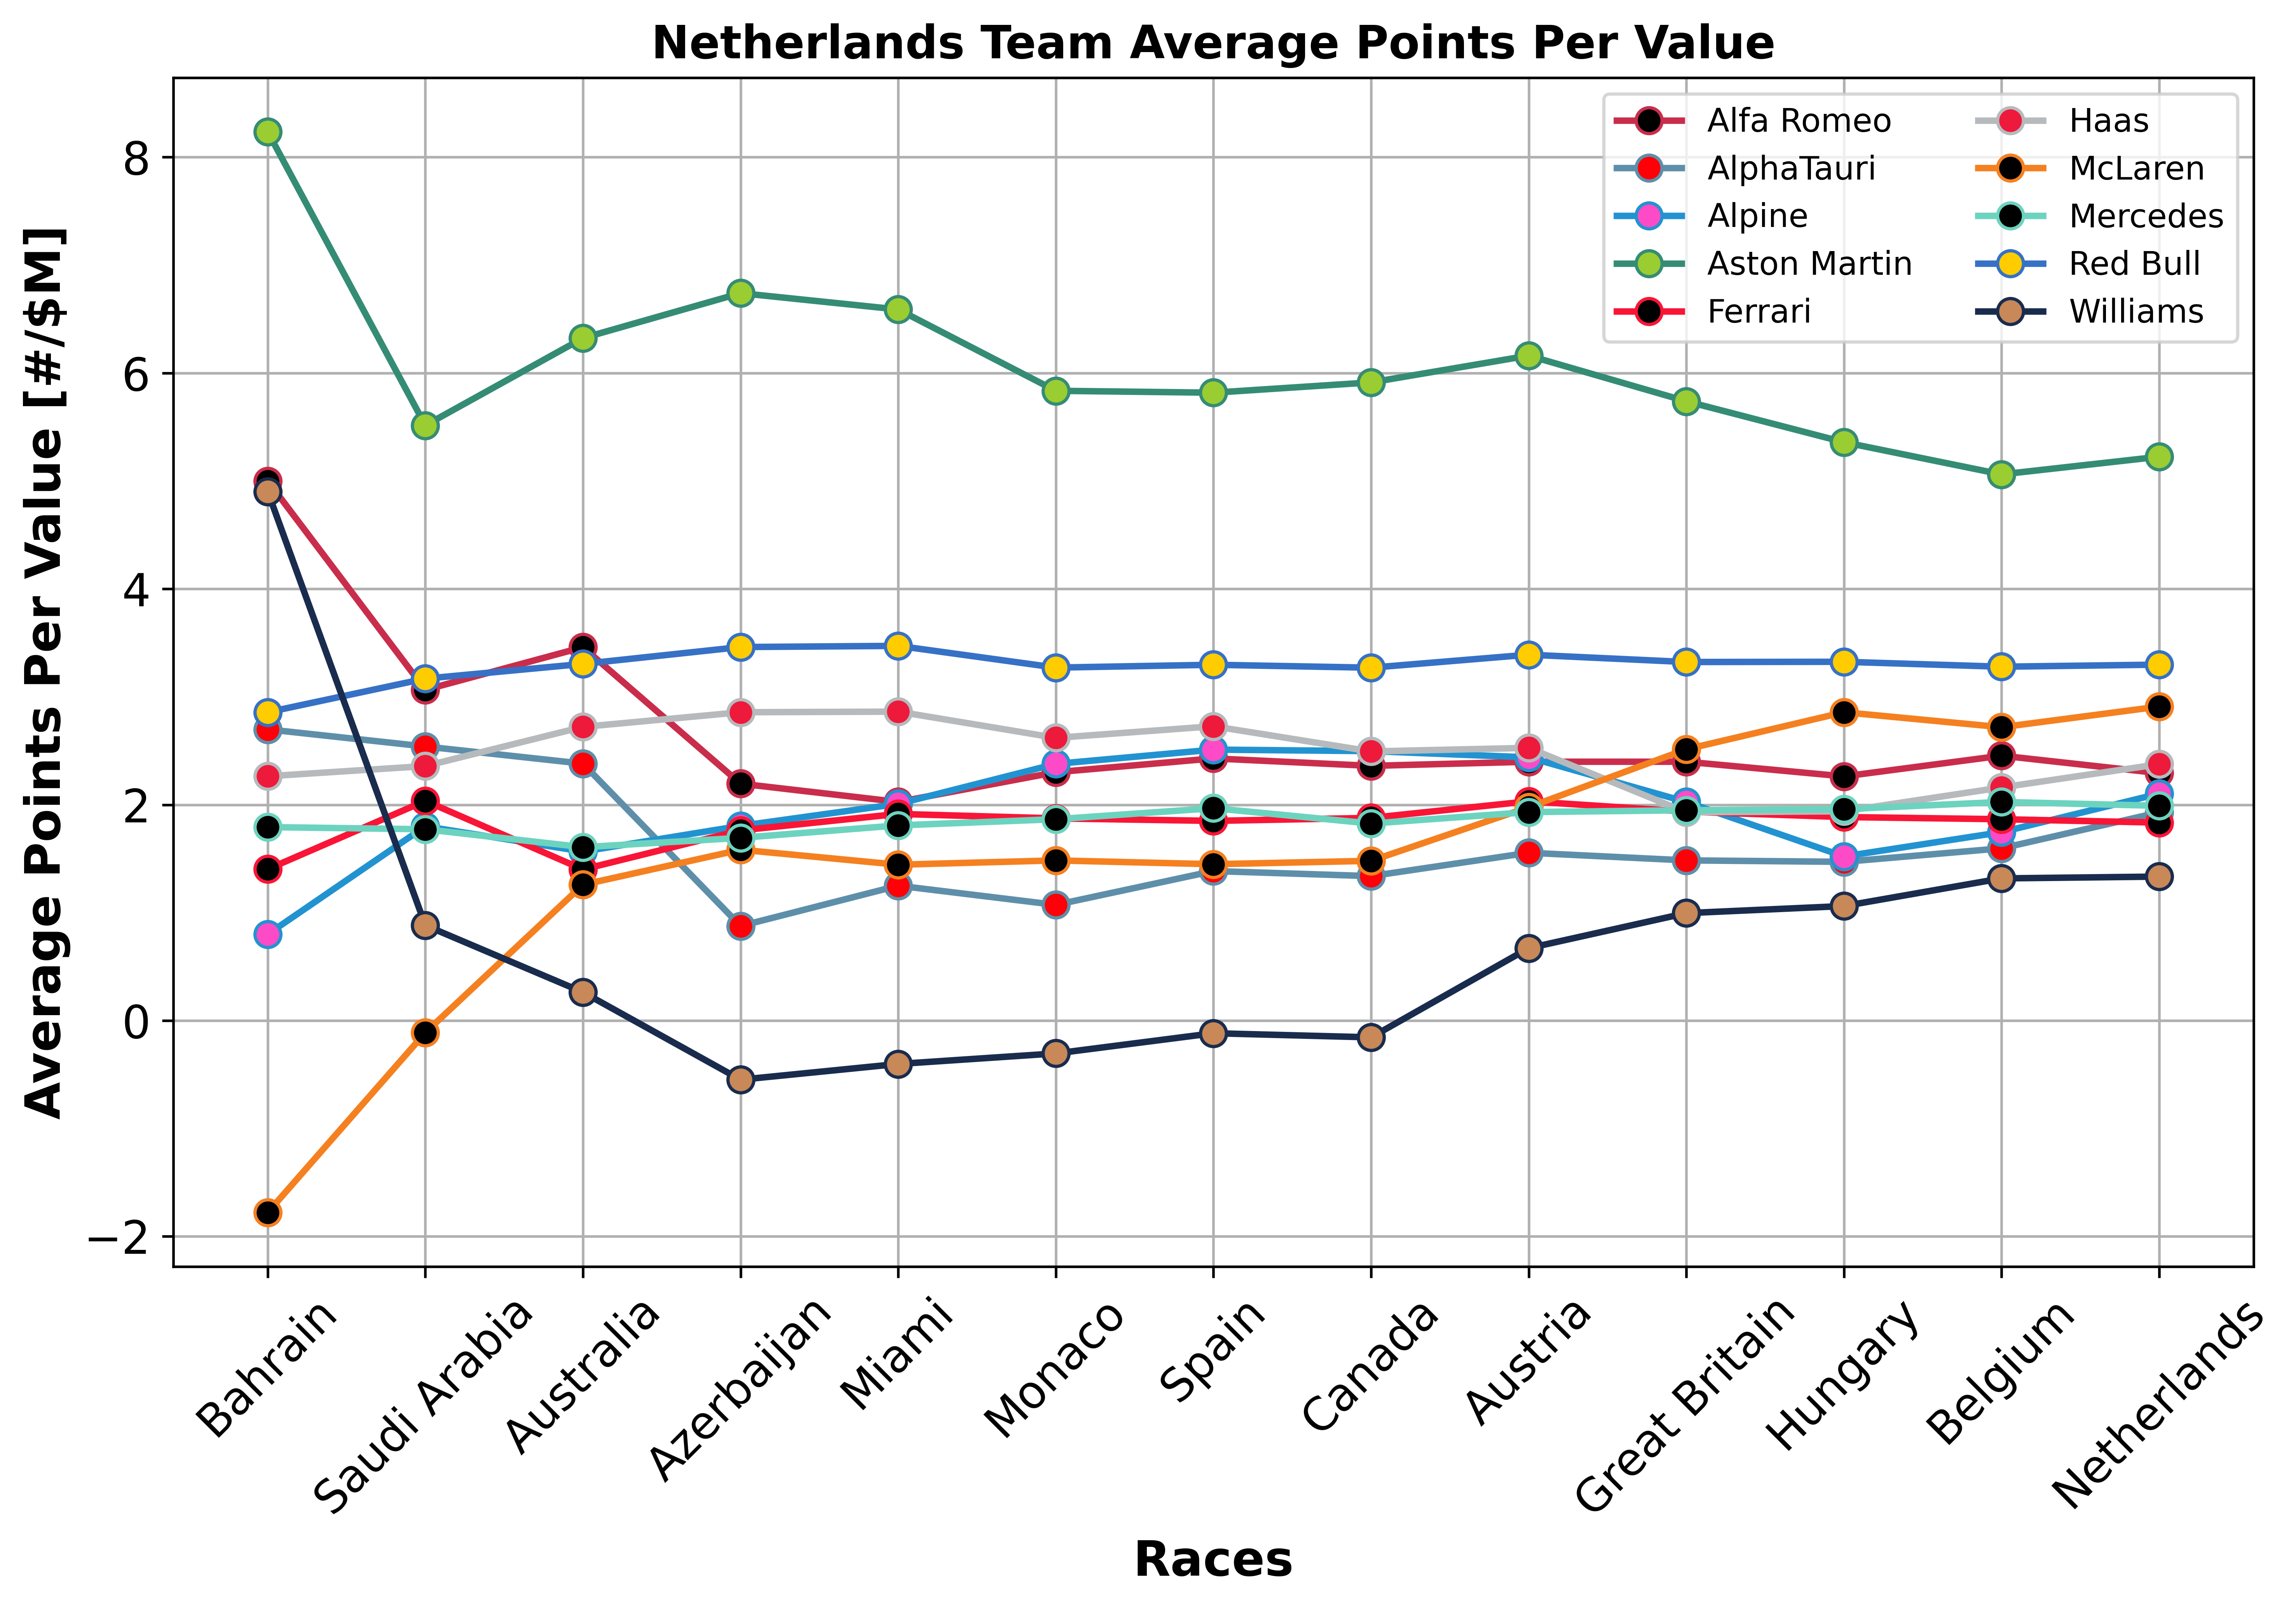 Netherlands Team Average Points Per Value
Average Points Per Value [#/$M]
8
6
4
2
0
−2
Alfa Romeo
AlphaTauri
Alpine
Aston Martin
Ferrari
Haas
McLaren
Mercedes
Red Bull
Williams
Bahrain
Saudi Arabia
Australia
Azerbaijan
Miami
Monaco
Spain
Canada
Austria
Great Britain
Hungary
Belgium
Netherlands
Races